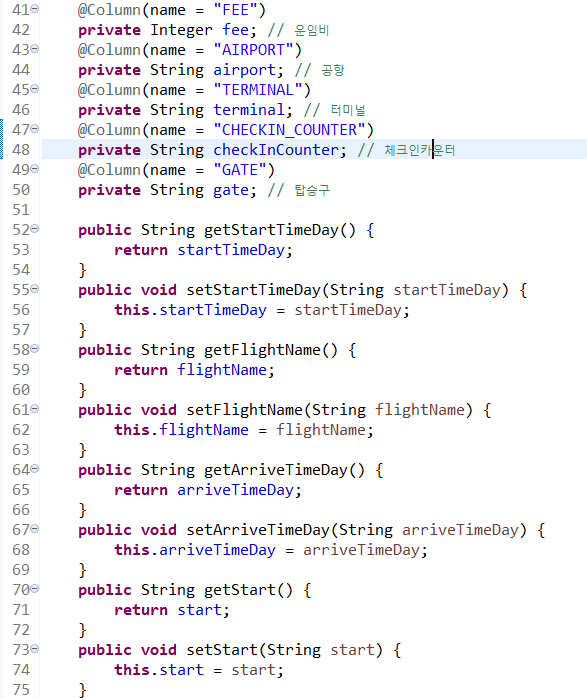 41 @Column(name = "FEE")
42 private Integer fee; // 운임비
43 @Column(name = "AIRPORT")
44 private String airport; // 공항
45 @Column(name = "TERMINAL")
46 private String terminal; // 터미널
47 @Column(name = "CHECKIN_COUNTER")
48 private String checkInCounter; // 체크인카운터
49 @Column(name = "GATE")
50 private String gate; // 탑승구
51
52 public String getStartTimeDay() {
53 return startTimeDay;
54 }
55 public void setStartTimeDay(String startTimeDay) {
56 this.startTimeDay = startTimeDay;
57 }
58 public String getFlightName() {
59 return flightName;
60 }
61 public void setFlightName(String flightName) {
62 this.flightName = flightName;
63 }
64 public String getArriveTimeDay() {
65 return arriveTimeDay;
66 }
67 public void setArriveTimeDay(String arriveTimeDay) {
68 this.arriveTimeDay = arriveTimeDay;
69 }
70 public String getStart() {
71 return start;
72 }
73 public void setStart(String start) {
74 this.start = start;
75 }